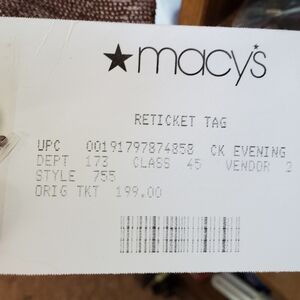 ★macy's
RETICKET TAG
UPC 00191797874858 CK EVENING
DEPT 173 CLASS 45 VENDOR 2
STYLE 755
ORIG TKT 199.00